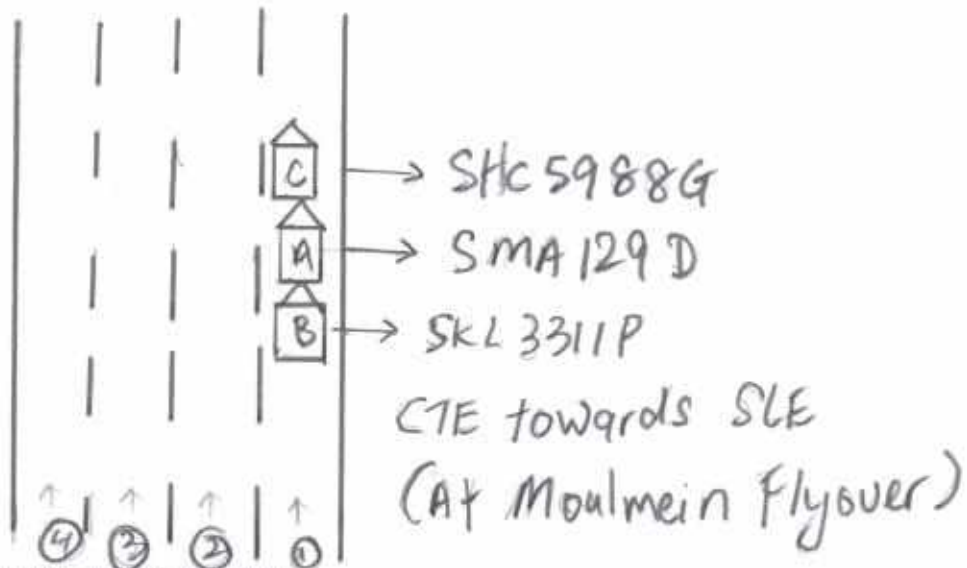 C → SHC 5988G
A → SMA 129 D
B → SKL 3311P
CTE towards SLE
(At Moulmein Flyover)
↑ ↑ ↑ ↑
④ ③ ② ①